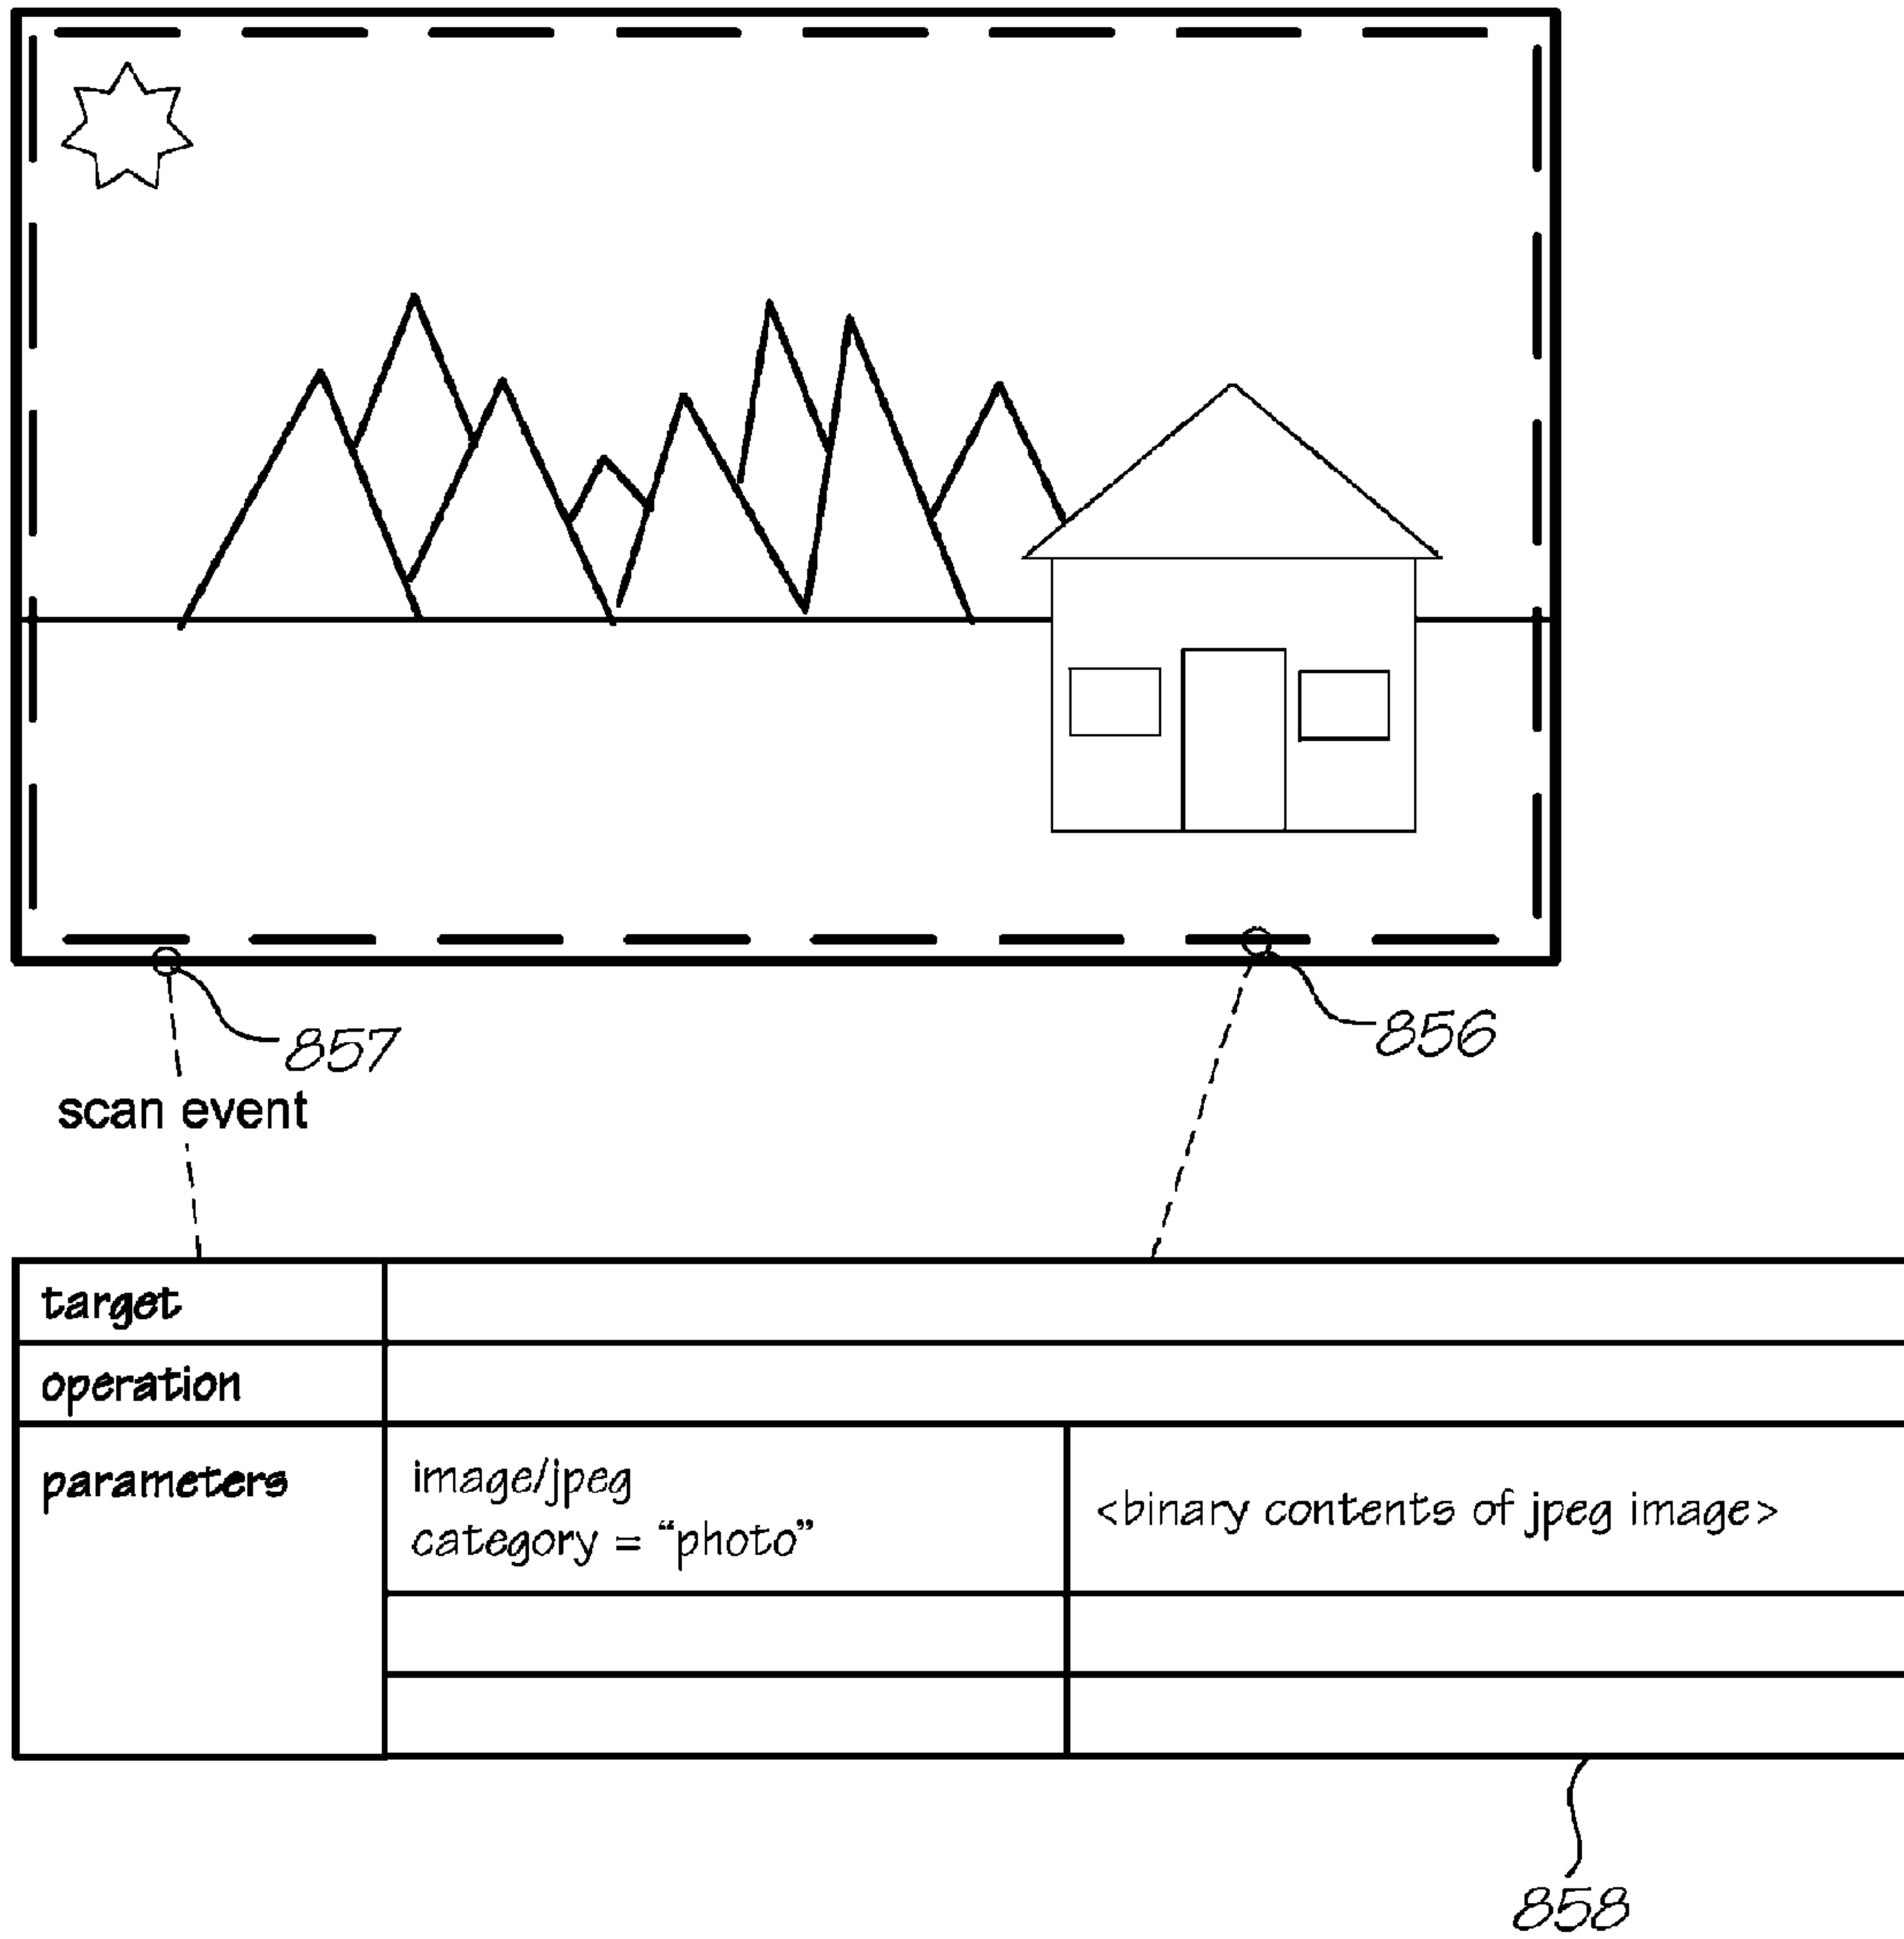 857
856
scan event
target
operation
parameters
image/jpeg
category = “photo”
<binary contents of jpeg image>
858